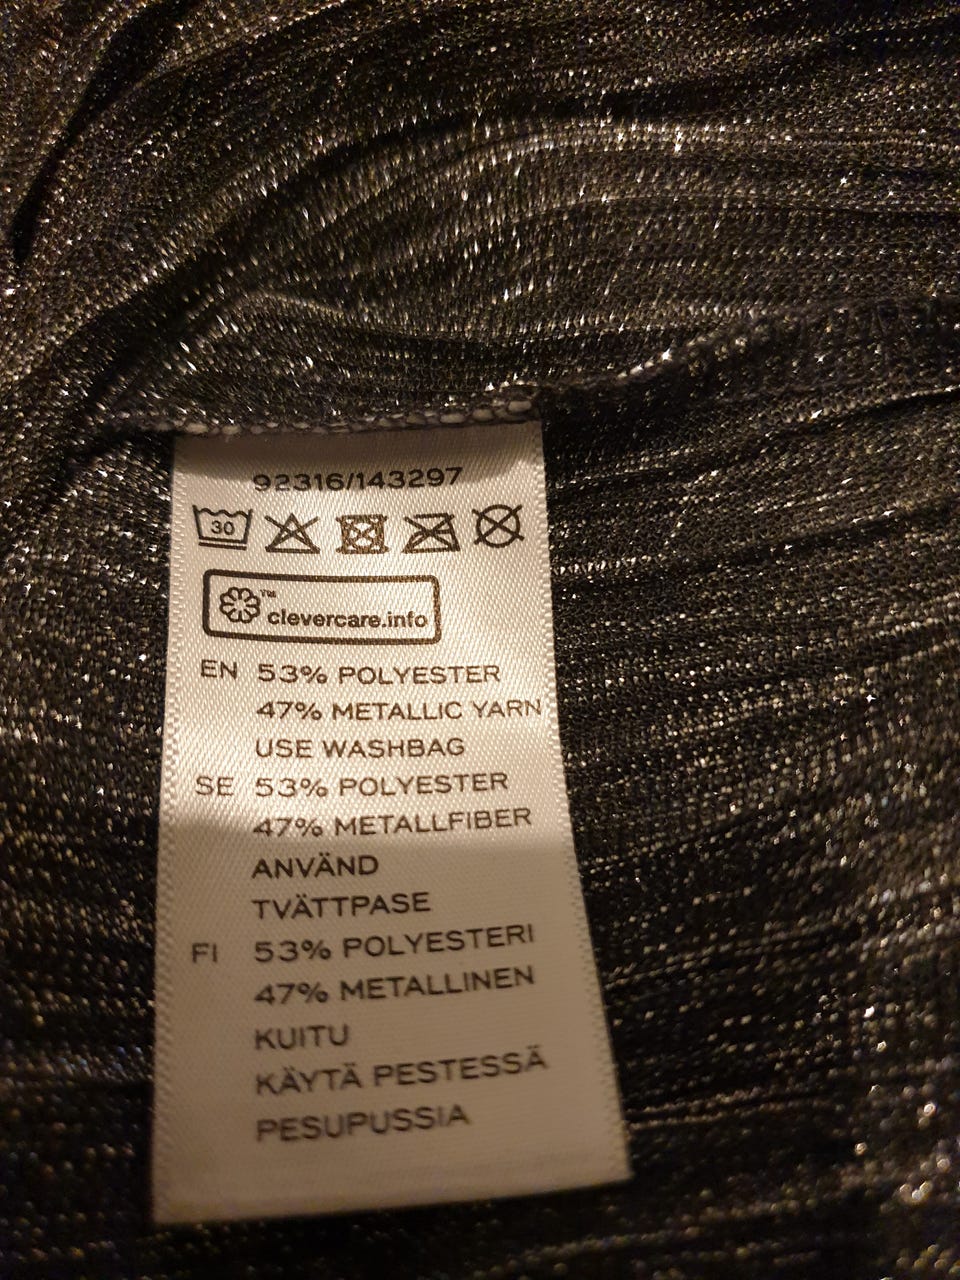 92316/143297
30
™ clevercare.info
EN 53% POLYESTER
47% METALLIC YARN
USE WASHBAG
SE 53% POLYESTER
47% METALLFIBER
ANVÄND
TVÄTTPASE
FI 53% POLYESTERI
47% METALLINEN
KUITU
KÄYTÄ PESTESSÄ
PESUPUSSIA